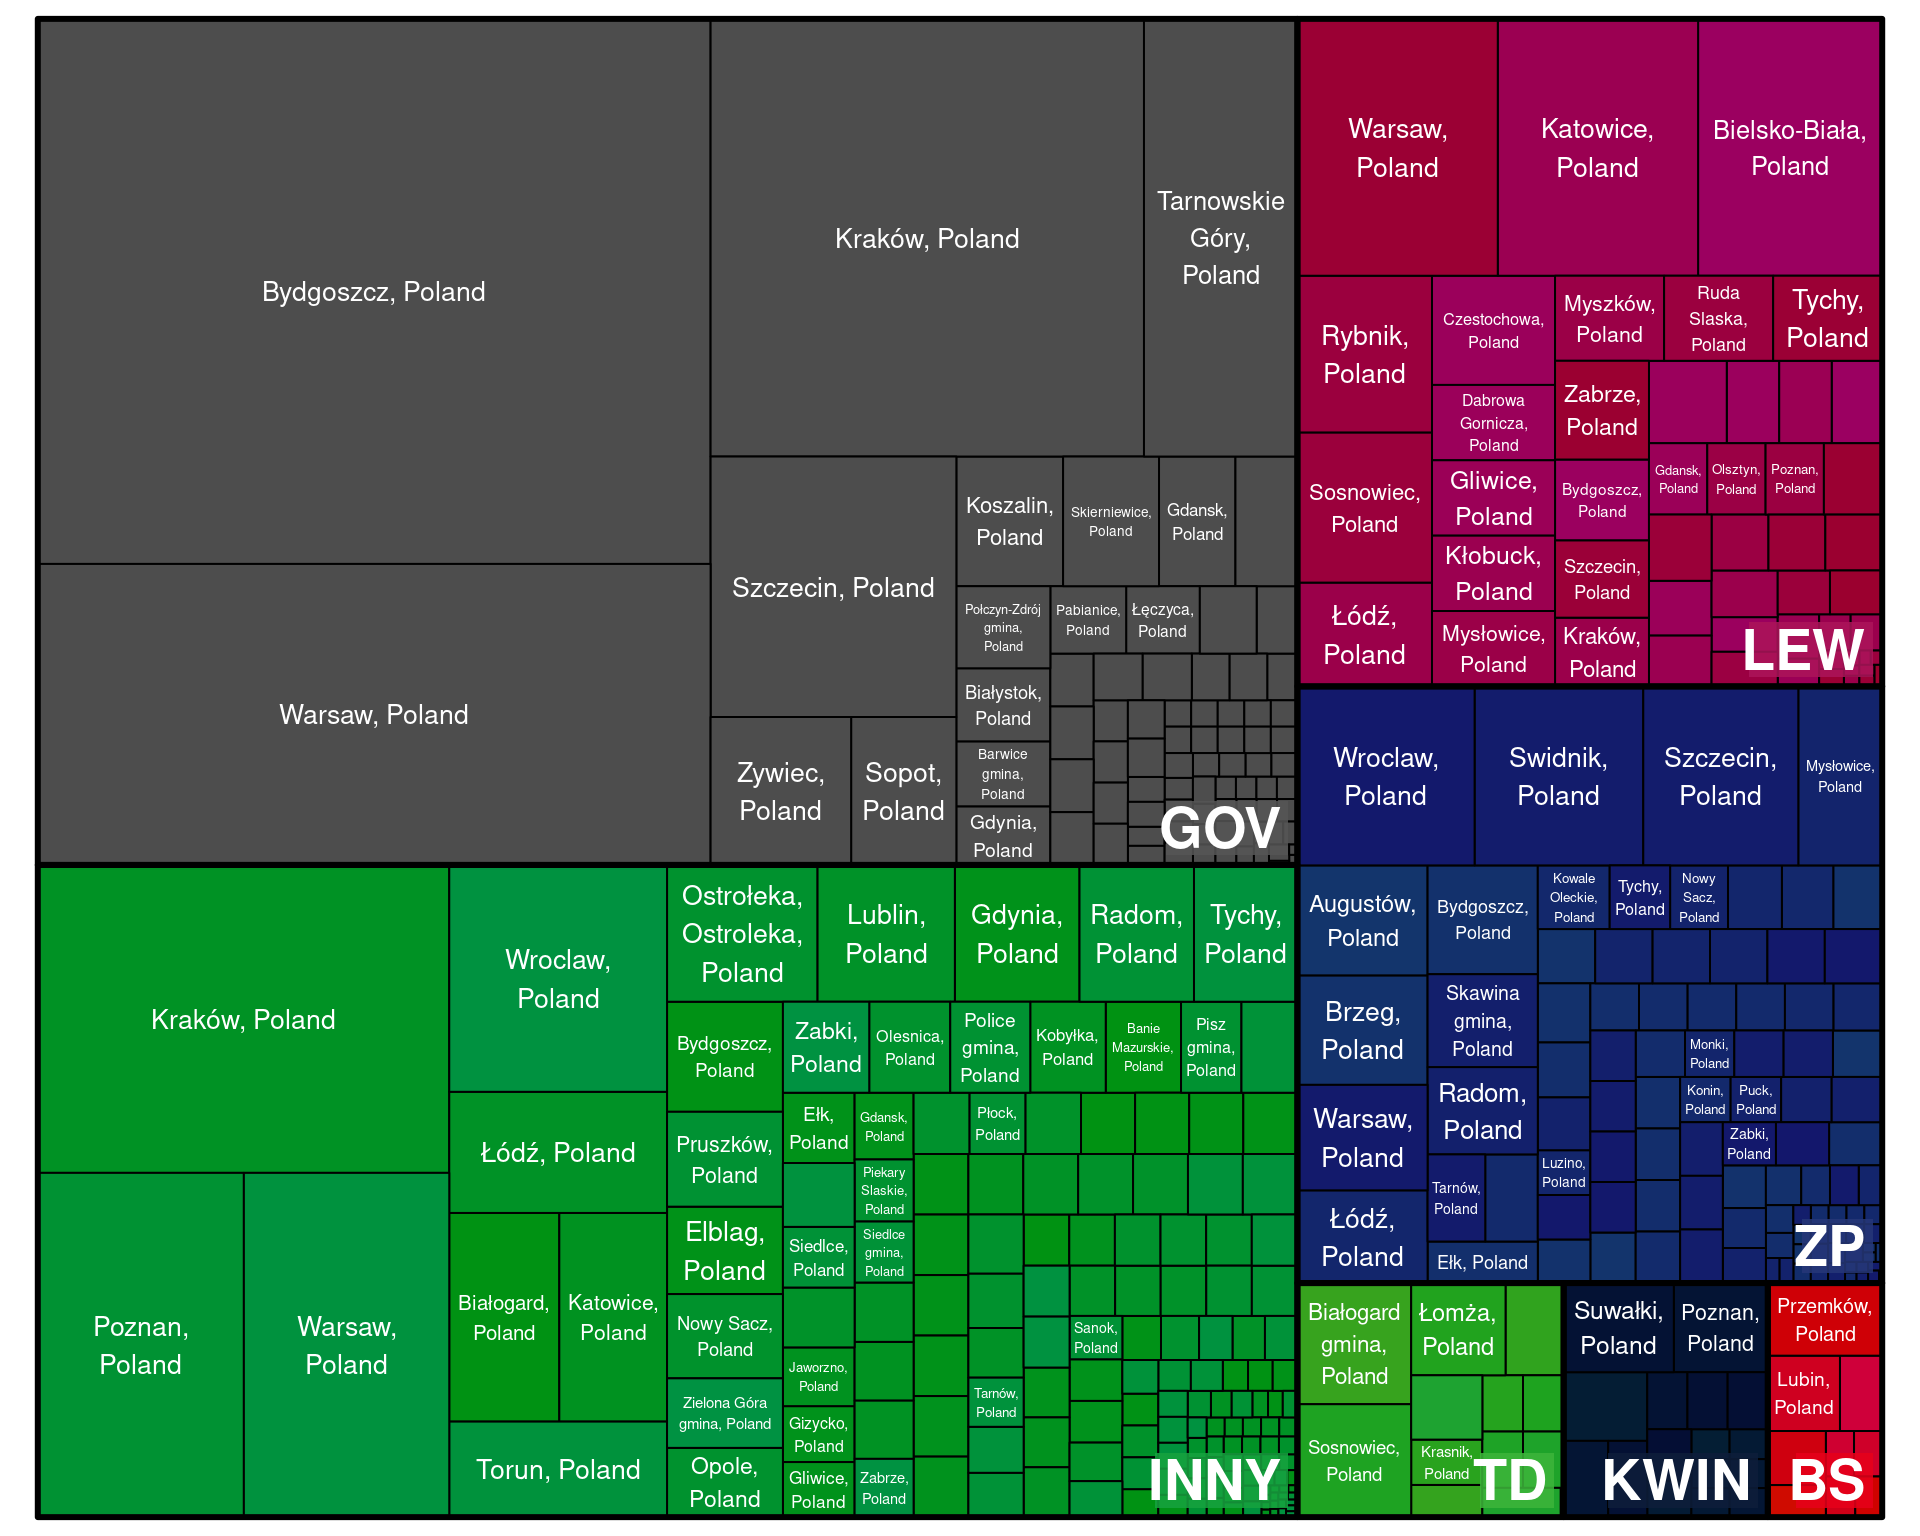 Bydgoszcz, Poland
Warsaw, Poland
Kraków, Poland
Tarnowskie
Góry,
Poland
Szczecin, Poland
Zywiec,
Poland
Sopot,
Poland
Koszalin,
Poland
Skierniewice,
Poland
Gdansk,
Poland
Połczyn-Zdrój
gmina,
Poland
Pabianice,
Poland
Łęczyca,
Poland
Białystok,
Poland
Barwice
gmina,
Poland
Gdynia,
Poland
GOV
Warsaw,
Poland
Katowice,
Poland
Bielsko-Biała,
Poland
Rybnik,
Poland
Sosnowiec,
Poland
Łódź,
Poland
Czestochowa,
Poland
Dabrowa
Gornicza,
Poland
Gliwice,
Poland
Kłobuck,
Poland
Mysłowice,
Poland
Myszków,
Poland
Ruda
Slaska,
Poland
Tychy,
Poland
Zabrze,
Poland
Bydgoszcz,
Poland
Szczecin,
Poland
Kraków,
Poland
Gdansk,
Poland
Olsztyn,
Poland
Poznan,
Poland
LEW
Kraków, Poland
Poznan,
Poland
Warsaw,
Poland
Wroclaw,
Poland
Łódź, Poland
Białogard,
Poland
Katowice,
Poland
Torun, Poland
Ostrołeka,
Ostroleka,
Poland
Lublin,
Poland
Gdynia,
Poland
Radom,
Poland
Tychy,
Poland
Bydgoszcz,
Poland
Pruszków,
Poland
Elblag,
Poland
Nowy Sacz,
Poland
Zielona Góra
gmina, Poland
Opole,
Poland
Zabki,
Poland
Olesnica,
Poland
Police
gmina,
Poland
Kobyłka,
Poland
Banie
Mazurskie,
Poland
Pisz
gmina,
Poland
Ełk,
Poland
Gdansk,
Poland
Płock,
Poland
Piekary
Slaskie,
Poland
Siedlce,
Poland
Siedlce
gmina,
Poland
Jaworzno,
Poland
Gizycko,
Poland
Gliwice,
Poland
Zabrze,
Poland
Tarnów,
Poland
Sanok,
Poland
INNY
Wroclaw,
Poland
Swidnik,
Poland
Szczecin,
Poland
Mysłowice,
Poland
Augustów,
Poland
Brzeg,
Poland
Warsaw,
Poland
Łódź,
Poland
Bydgoszcz,
Poland
Skawina
gmina,
Poland
Radom,
Poland
Tarnów,
Poland
Ełk, Poland
Kowale
Oleckie,
Poland
Tychy,
Poland
Nowy
Sacz,
Poland
Monki,
Poland
Konin,
Poland
Puck,
Poland
Zabki,
Poland
Luzino,
Poland
ZP
Białogard
gmina,
Poland
Łomża,
Poland
Sosnowiec,
Poland
Krasnik,
Poland
TD
Suwałki,
Poland
Poznan,
Poland
KWIN
Przemków,
Poland
Lubin,
Poland
BS